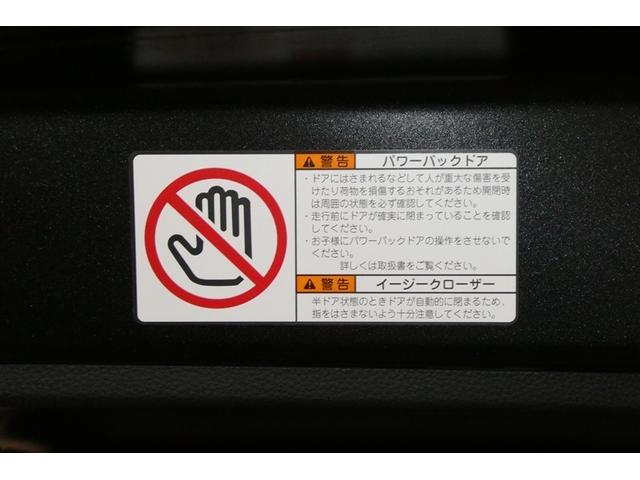 警告 パワーバックドア
・ドアにはさまれるなどして人が重大な傷害を受
けたり荷物を損傷するおそれがあるため開閉時
は周囲の状態を必ず確認してください。
・走行前にドアが確実に閉まっていることを確認
してください。
・お子様にパワーバックドアの操作をさせないで
ください。
詳しくは取扱書をご覧ください。
警告 イージークローザー
半ドア状態のときドアが自動的に閉まるため、
指をはさまないよう十分注意してください。